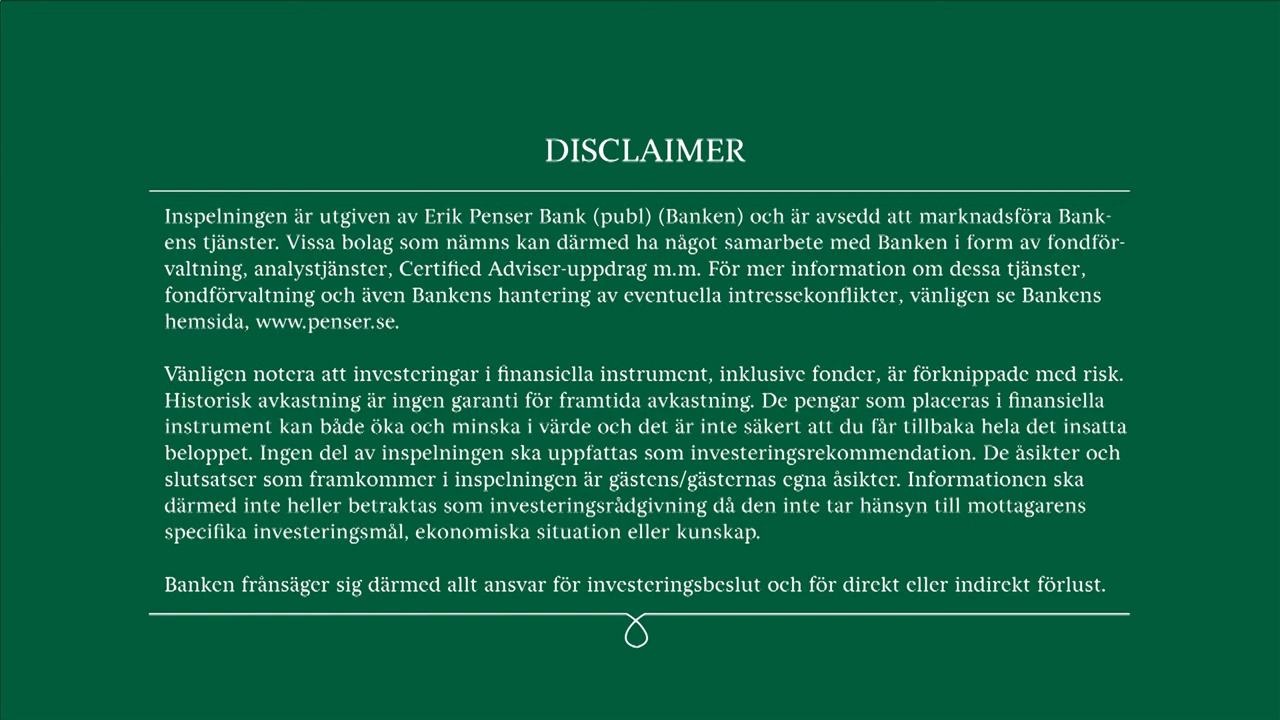 DISCLAIMER
Inspelningen är utgiven av Erik Penser Bank (publ) (Banken) och är avsedd att marknadsföra Bank-
ens tjänster. Vissa bolag som nämns kan därmed ha något samarbete med Banken i form av fondför-
valtning, analystjänster, Certified Adviser-uppdrag m.m. För mer information om dessa tjänster,
fondförvaltning och även Bankens hantering av eventuella intressekonflikter, vänligen se Bankens
hemsida, www.penser.se.
Vänligen notera att investeringar i finansiella instrument, inklusive fonder, är förknippade med risk.
Historisk avkastning är ingen garanti för framtida avkastning. De pengar som placeras i finansiella
instrument kan både öka och minska i värde och det är inte säkert att du får tillbaka hela det insatta
beloppet. Ingen del av inspelningen ska uppfattas som investeringsrekommendation. De åsikter och
slutsatser som framkommer i inspelningen är gästens/gästernas egna åsikter. Informationen ska
därmed inte heller betraktas som investeringsrådgivning då den inte tar hänsyn till mottagarens
specifika investeringsmål, ekonomiska situation eller kunskap.
Banken frånsäger sig därmed allt ansvar för investeringsbeslut och för direkt eller indirekt förlust.